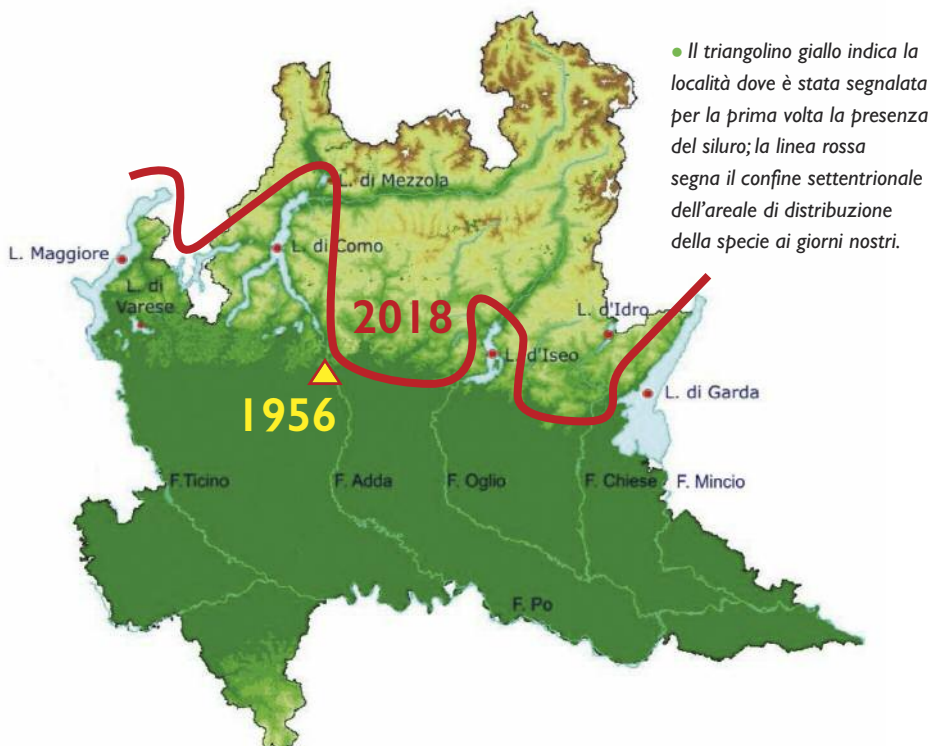 • Il triangolino giallo indica la
località dove è stata segnalata
per la prima volta la presenza
del siluro; la linea rossa
segna il confine settentrionale
dell'areale di distribuzione
della specie ai giorni nostri.
L. di Mezzola
L. Maggiore
L. di Como
L. di
Varese
2018
L. d'Idro
L. d'Iseo
L. di Garda
1956
F.Ticino
F. Adda
F. Oglio
F. Chiese
F. Mincio
F. Po